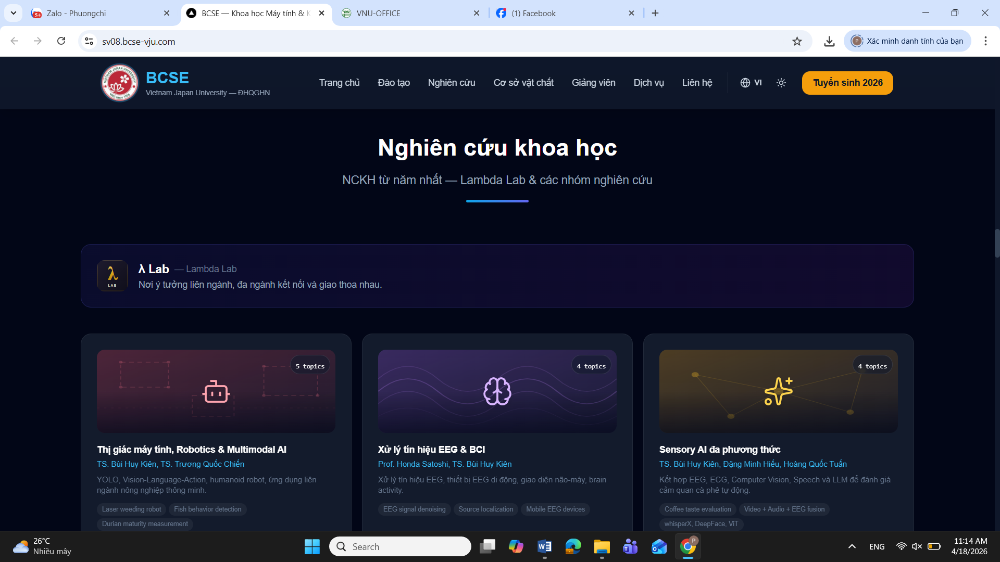 Zalo - Phuongchi
BCSE — Khoa học Máy tính & K
VNU-OFFICE
(1) Facebook
sv08.bcse-vju.com
Xác minh danh tính của bạn
BCSE
Vietnam Japan University — ĐHQGHN
Trang chủ
Đào tạo
Nghiên cứu
Cơ sở vật chất
Giảng viên
Dịch vụ
Liên hệ
VI
Tuyển sinh 2026
Nghiên cứu khoa học
NCKH từ năm nhất — Lambda Lab & các nhóm nghiên cứu
λ
LAB
λ Lab — Lambda Lab
Nơi ý tưởng liên ngành, đa ngành kết nối và giao thoa nhau.
5 topics
Thị giác máy tính, Robotics & Multimodal AI
TS. Bùi Huy Kiên, TS. Trương Quốc Chiến
YOLO, Vision-Language-Action, humanoid robot, ứng dụng liên
ngành nông nghiệp thông minh.
Laser weeding robot
Fish behavior detection
Durian maturity measurement
4 topics
Xử lý tín hiệu EEG & BCI
Prof. Honda Satoshi, TS. Bùi Huy Kiên
Xử lý tín hiệu EEG, thiết bị EEG di động, giao diện não-máy, brain
activity.
EEG signal denoising
Source localization
Mobile EEG devices
4 topics
Sensory AI đa phương thức
TS. Bùi Huy Kiên, Đặng Minh Hiếu, Hoàng Quốc Tuấn
Kết hợp EEG, ECG, Computer Vision, Speech và LLM để đánh giá
cảm quan cà phê tự động.
Coffee taste evaluation
Video + Audio + EEG fusion
whisperX, DeepFace, ViT
26°C
Nhiều mây
Search
ENG
11:14 AM
4/18/2026